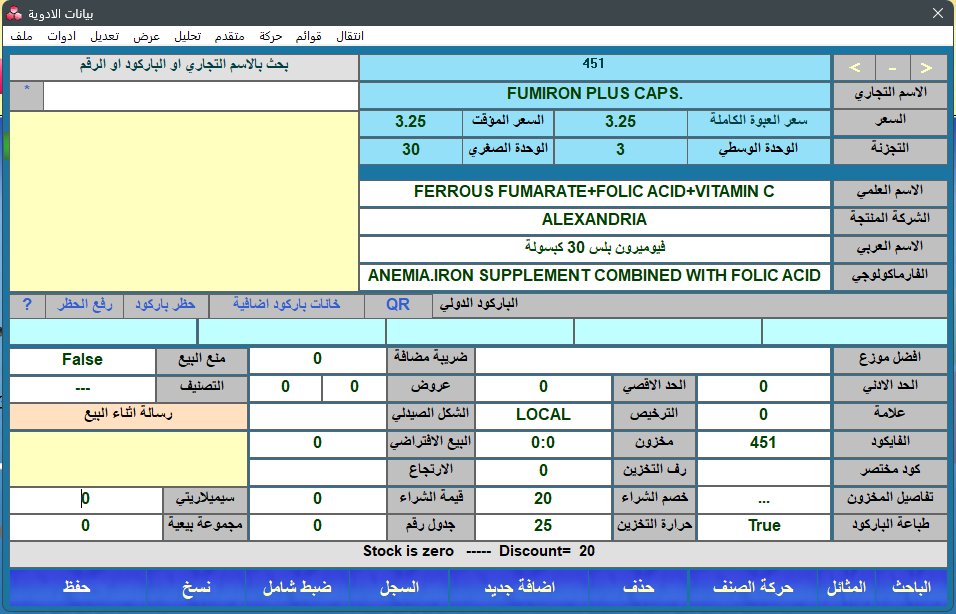 بيانات الادوية
ملف ادوات تعديل عرض تحليل متقدم حركة قوائم انتقال
< - > 451 بحث بالاسم التجاري او الباركود او الرقم
الاسم التجاري FUMIRON PLUS CAPS. *
السعر سعر العبوة الكاملة 3.25 السعر المؤقت 3.25
التجزئة الوحدة الوسطي 3 الوحدة الصغري 30
الاسم العلمي FERROUS FUMARATE+FOLIC ACID+VITAMIN C
الشركة المنتجة ALEXANDRIA
الاسم العربي فيوميرون بلس 30 كبسولة
الفارماكولوجي ANEMIA.IRON SUPPLEMENT COMBINED WITH FOLIC ACID
الباركود الدولي QR خانات باركود اضافية حظر باركود رفع الحظر ?
افضل موزع ضريبة مضافة 0 منع البيع False
الحد الادني 0 الحد الاقصي 0 عروض 0 0 التصنيف ---
علامة 0 الترخيص LOCAL الشكل الصيدلي رسالة اثناء البيع
الفايكود 451 مخزون 0:0 البيع الافتراضي 0
كود مختصر رف التخزين 0 الارتجاع
تفاصيل المخزون ... خصم الشراء 20 قيمة الشراء 0 سيميلاريتي 0
طباعة الباركود True حرارة التخزين 25 جدول رقم 0 مجموعة بيعية 0
Stock is zero ----- Discount= 20
الباحث المثائل حركة الصنف حذف اضافة جديد السجل ضبط شامل نسخ حفظ